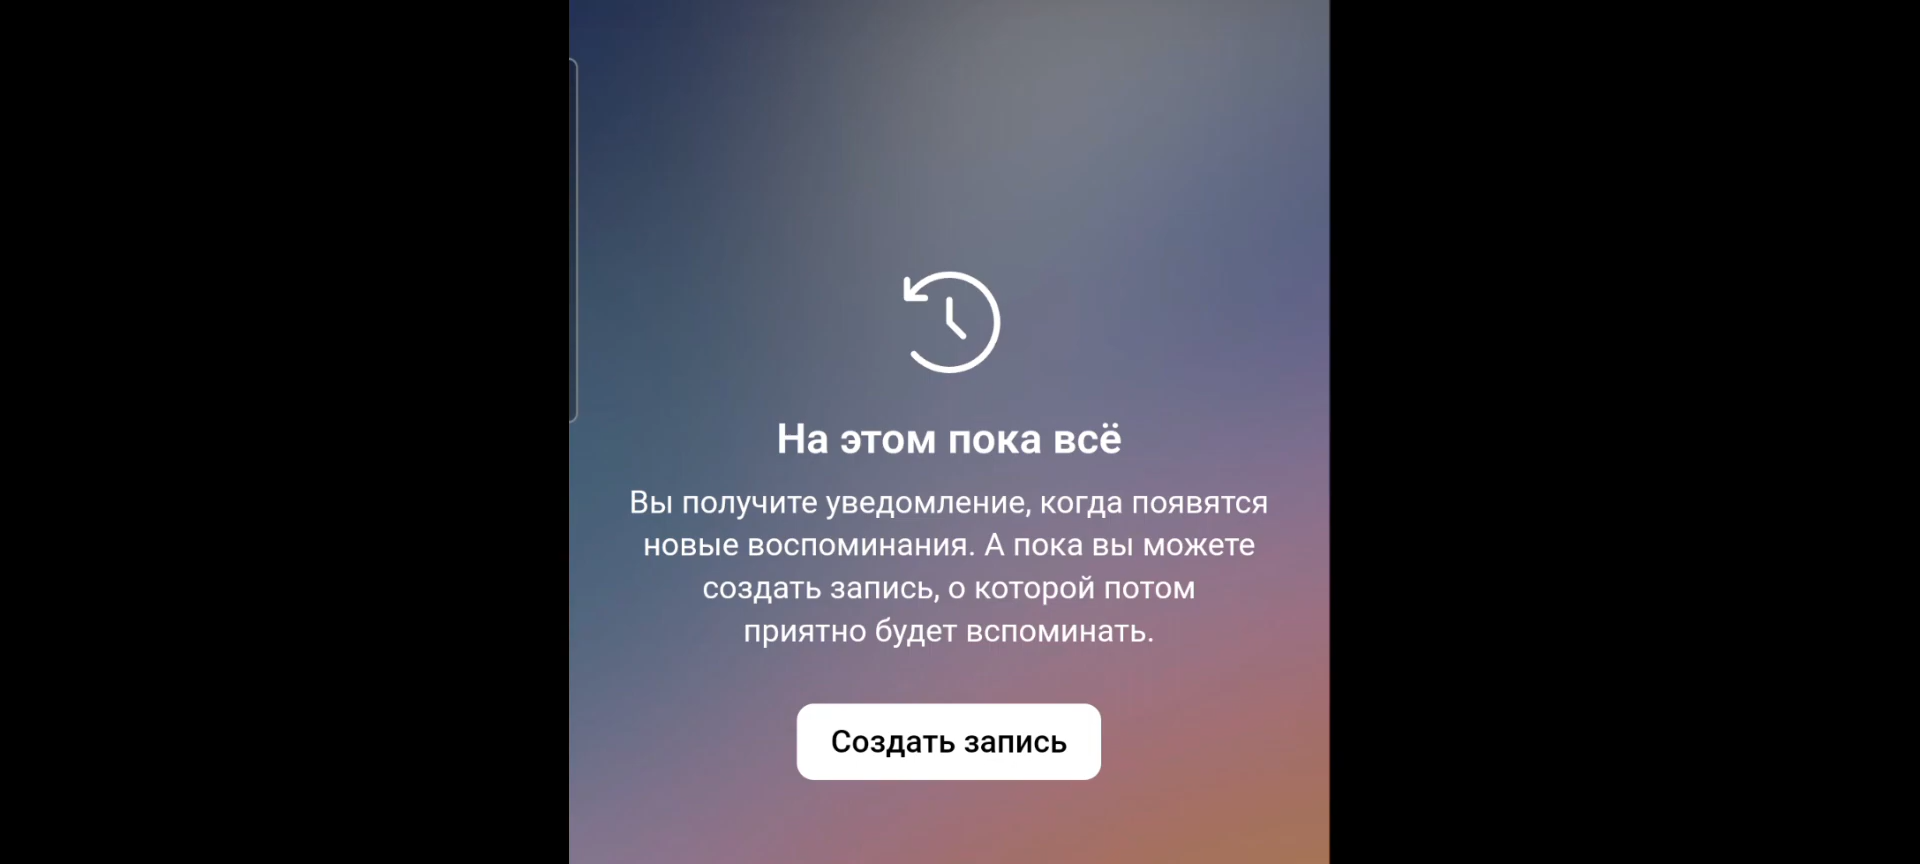 На этом пока всё
Вы получите уведомление, когда появятся
новые воспоминания. А пока вы можете
создать запись, о которой потом
приятно будет вспоминать.
Создать запись